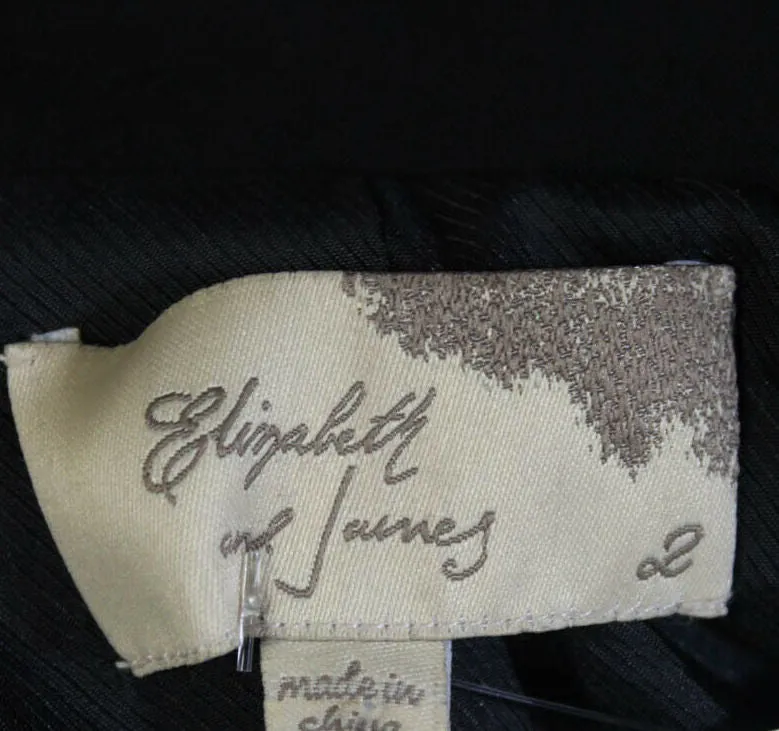 Elizabeth
and James
2
made in
china